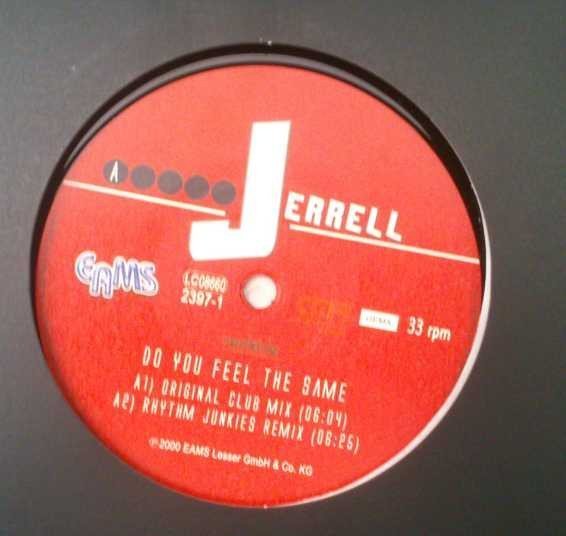 A
JERRELL
EAMS
LC08660
2397-1
GEMA
33 rpm
DO YOU FEEL THE SAME
A1) ORIGINAL CLUB MIX (06:04)
A2) RHYTHM JUNKIES REMIX (06:25)
℗2000 EAMS Lesser GmbH & Co. KG